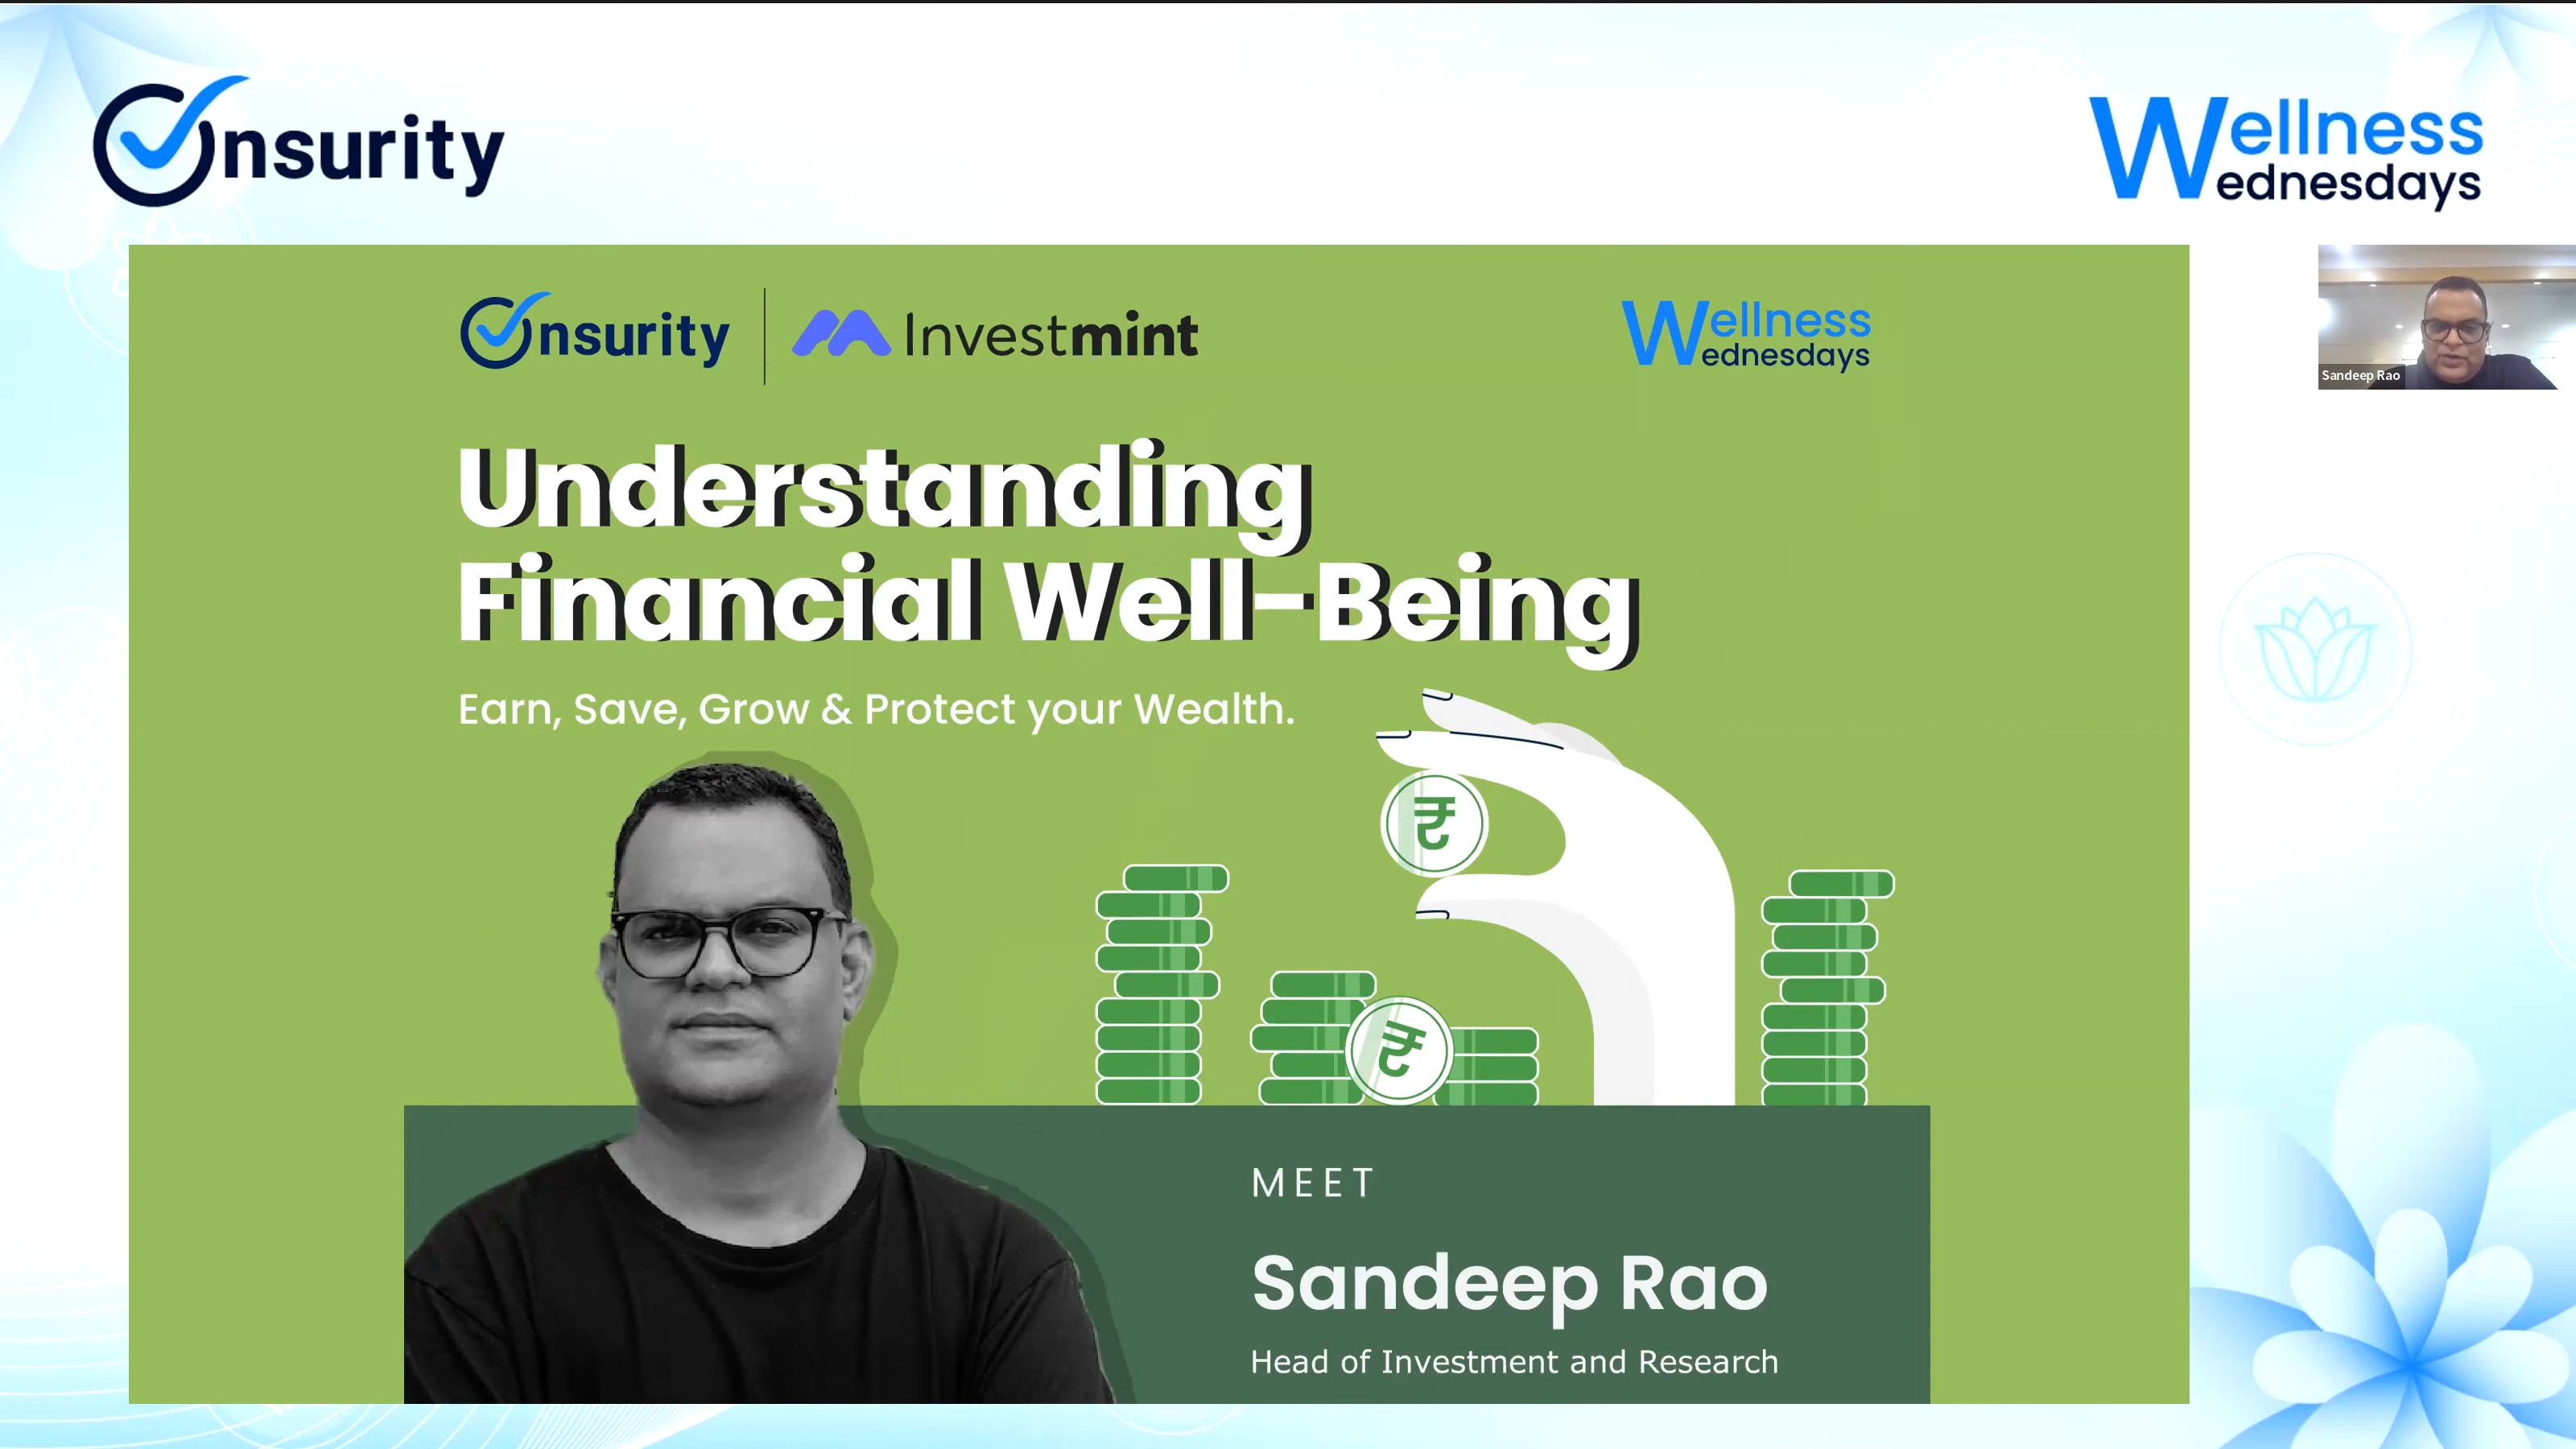 Onsurity
Wellness
Wednesdays
Onsurity | Investmint
Wellness
Wednesdays
Sandeep Rao
Understanding
Financial Well-Being
Earn, Save, Grow & Protect your Wealth.
₹
₹
MEET
Sandeep Rao
Head of Investment and Research